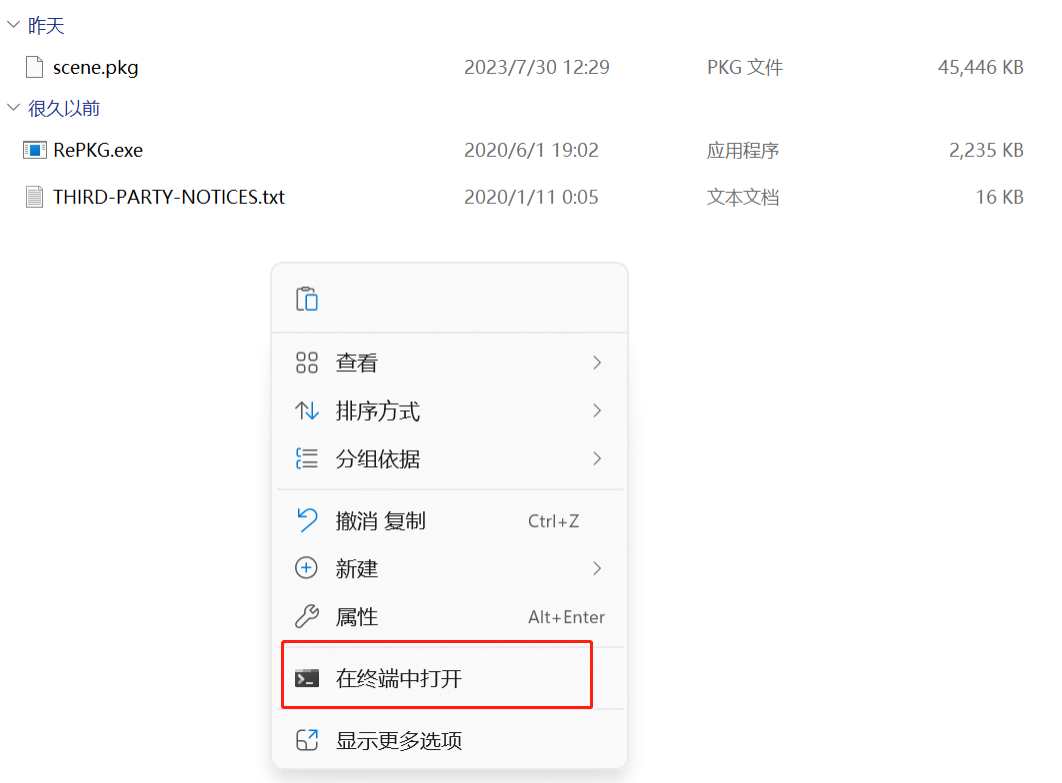 昨天
scene.pkg 2023/7/30 12:29 PKG 文件 45,446 KB
很久以前
RePKG.exe 2020/6/1 19:02 应用程序 2,235 KB
THIRD-PARTY-NOTICES.txt 2020/1/11 0:05 文本文档 16 KB
查看
排序方式
分组依据
撤消 复制 Ctrl+Z
新建
属性 Alt+Enter
在终端中打开
显示更多选项